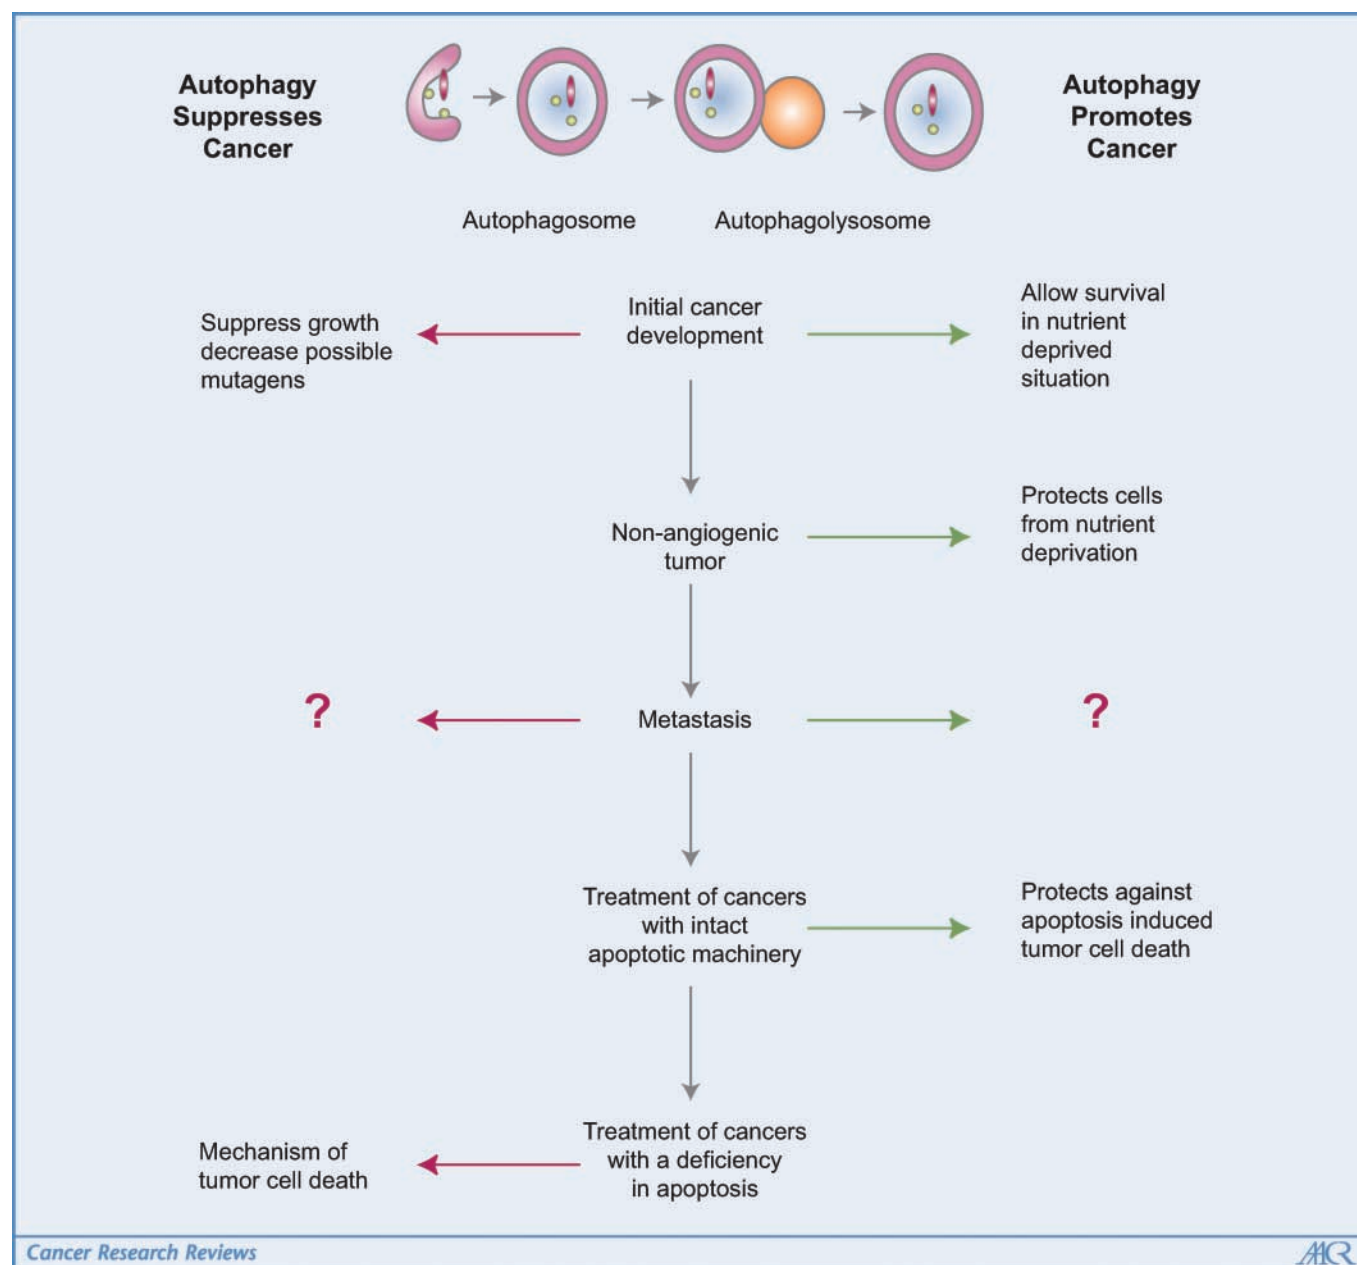 Autophagy
Suppresses
Cancer
Autophagy
Promotes
Cancer
Autophagosome
Autophagolysosome
Suppress growth
decrease possible
mutagens
Initial cancer
development
Allow survival
in nutrient
deprived
situation
Non-angiogenic
tumor
Protects cells
from nutrient
deprivation
?
Metastasis
?
Treatment of cancers
with intact
apoptotic machinery
Protects against
apoptosis induced
tumor cell death
Mechanism of
tumor cell death
Treatment of cancers
with a deficiency
in apoptosis
Cancer Research Reviews
AACR